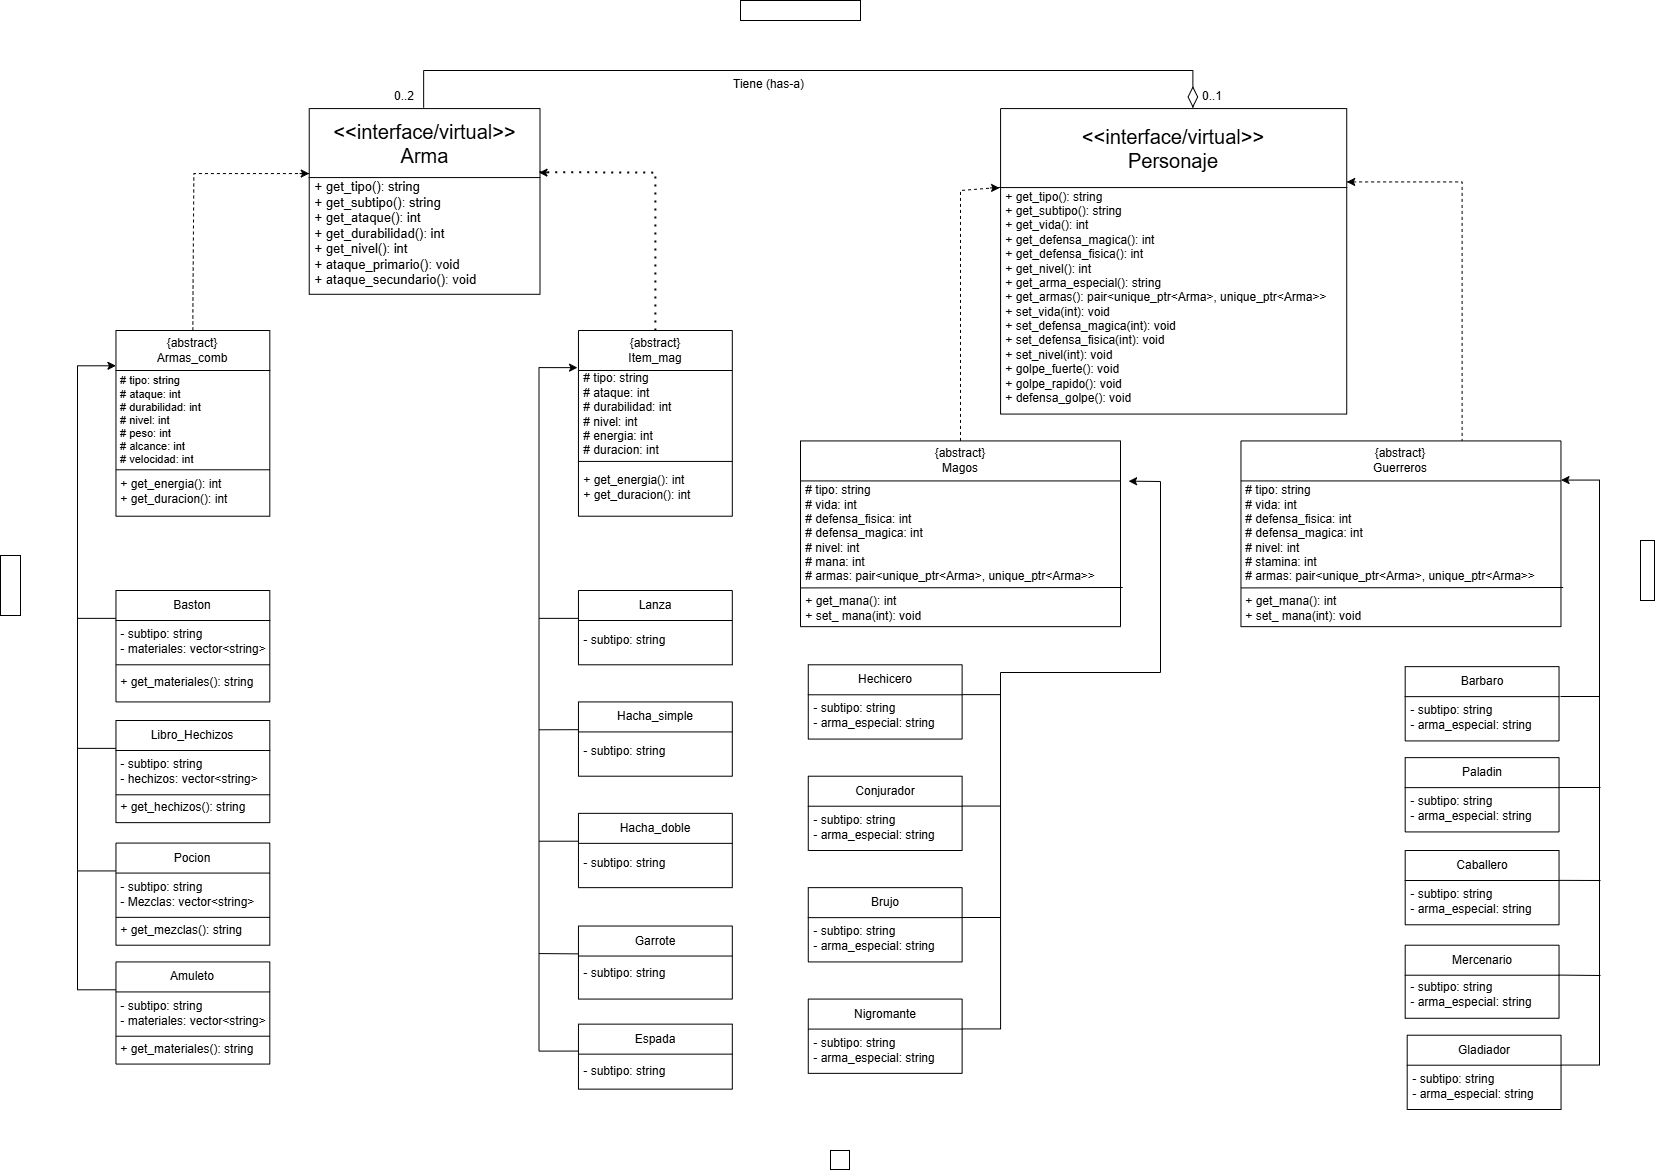 Tiene (has-a)
0..2
0..1
<<interface/virtual>>
Arma
+ get_tipo(): string
+ get_subtipo(): string
+ get_ataque(): int
+ get_durabilidad(): int
+ get_nivel(): int
+ ataque_primario(): void
+ ataque_secundario(): void
<<interface/virtual>>
Personaje
+ get_tipo(): string
+ get_subtipo(): string
+ get_vida(): int
+ get_defensa_magica(): int
+ get_defensa_fisica(): int
+ get_nivel(): int
+ get_arma_especial(): string
+ get_armas(): pair<unique_ptr<Arma>, unique_ptr<Arma>>
+ set_vida(int): void
+ set_defensa_magica(int): void
+ set_defensa_fisica(int): void
+ set_nivel(int): void
+ golpe_fuerte(): void
+ golpe_rapido(): void
+ defensa_golpe(): void
{abstract}
Armas_comb
# tipo: string
# ataque: int
# durabilidad: int
# nivel: int
# peso: int
# alcance: int
# velocidad: int
+ get_energia(): int
+ get_duracion(): int
{abstract}
Item_mag
# tipo: string
# ataque: int
# durabilidad: int
# nivel: int
# energia: int
# duracion: int
+ get_energia(): int
+ get_duracion(): int
{abstract}
Magos
# tipo: string
# vida: int
# defensa_fisica: int
# defensa_magica: int
# nivel: int
# mana: int
# armas: pair<unique_ptr<Arma>, unique_ptr<Arma>>
+ get_mana(): int
+ set_ mana(int): void
{abstract}
Guerreros
# tipo: string
# vida: int
# defensa_fisica: int
# defensa_magica: int
# nivel: int
# stamina: int
# armas: pair<unique_ptr<Arma>, unique_ptr<Arma>>
+ get_mana(): int
+ set_ mana(int): void
Baston
- subtipo: string
- materiales: vector<string>
+ get_materiales(): string
Libro_Hechizos
- subtipo: string
- hechizos: vector<string>
+ get_hechizos(): string
Pocion
- subtipo: string
- Mezclas: vector<string>
+ get_mezclas(): string
Amuleto
- subtipo: string
- materiales: vector<string>
+ get_materiales(): string
Lanza
- subtipo: string
Hacha_simple
- subtipo: string
Hacha_doble
- subtipo: string
Garrote
- subtipo: string
Espada
- subtipo: string
Hechicero
- subtipo: string
- arma_especial: string
Conjurador
- subtipo: string
- arma_especial: string
Brujo
- subtipo: string
- arma_especial: string
Nigromante
- subtipo: string
- arma_especial: string
Barbaro
- subtipo: string
- arma_especial: string
Paladin
- subtipo: string
- arma_especial: string
Caballero
- subtipo: string
- arma_especial: string
Mercenario
- subtipo: string
- arma_especial: string
Gladiador
- subtipo: string
- arma_especial: string